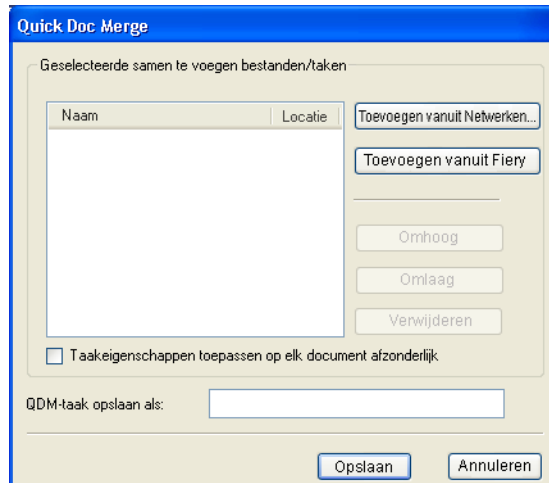 Quick Doc Merge
Geselecteerde samen te voegen bestanden/taken
Naam Locatie
Toevoegen vanuit Netwerken...
Toevoegen vanuit Fiery
Omhoog
Omlaag
Verwijderen
Taakeigenschappen toepassen op elk document afzonderlijk
QDM-taak opslaan als:
Opslaan Annuleren